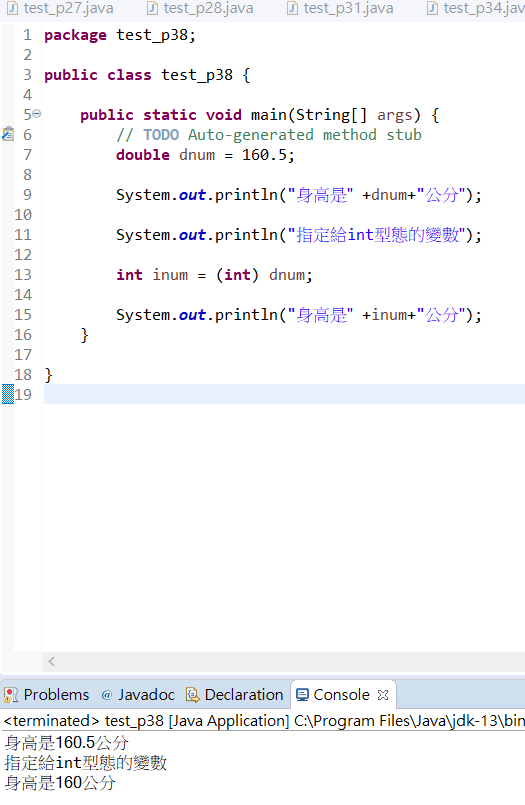 test_p27.java test_p28.java test_p31.java test_p34.jav
1 package test_p38;
2
3 public class test_p38 {
4
5 public static void main(String[] args) {
6 // TODO Auto-generated method stub
7 double dnum = 160.5;
8
9 System.out.println("身高是" +dnum+"公分");
10
11 System.out.println("指定給int型態的變數");
12
13 int inum = (int) dnum;
14
15 System.out.println("身高是" +inum+"公分");
16 }
17
18 }
19
Problems @ Javadoc Declaration Console
<terminated> test_p38 [Java Application] C:\Program Files\Java\jdk-13\bin
身高是160.5公分
指定給int型態的變數
身高是160公分